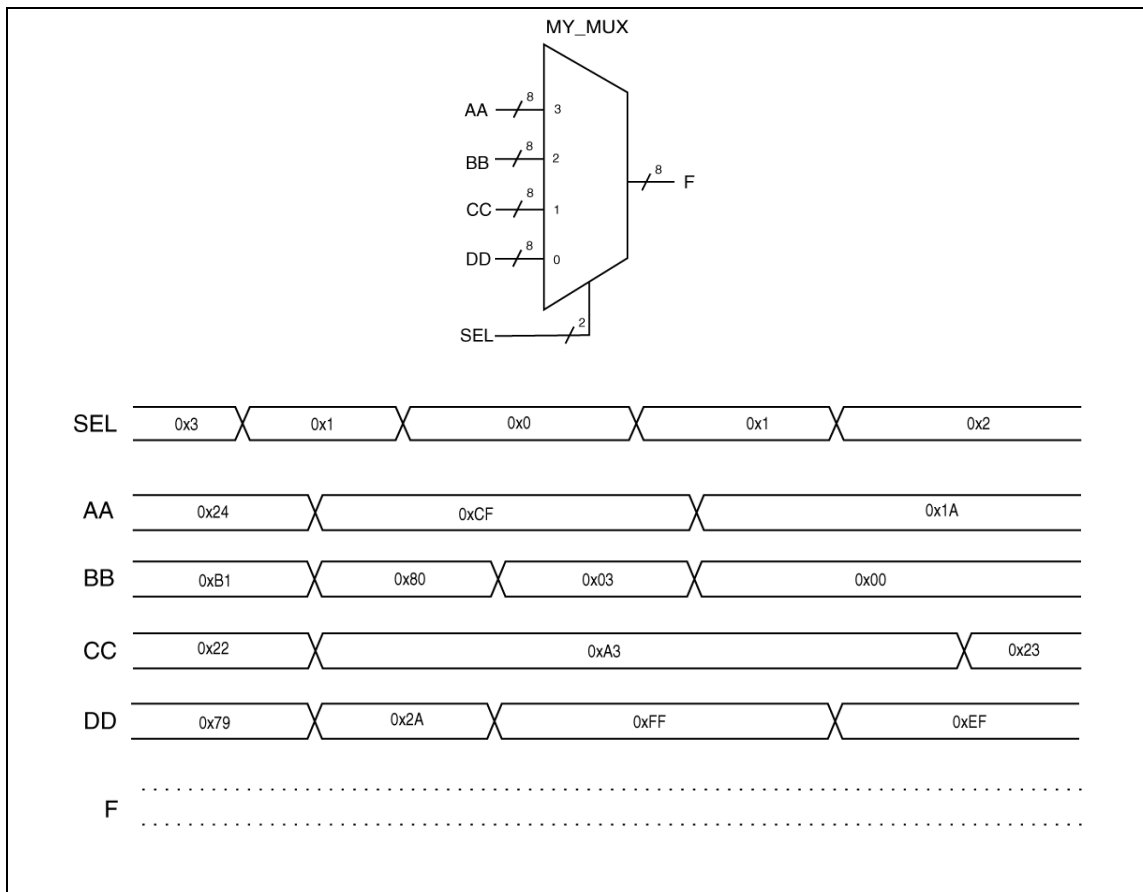 MY_MUX
AA 8 3
BB 8 2
8 F
CC 8 1
DD 8 0
SEL 2
SEL 0x3 0x1 0x0 0x1 0x2
AA 0x24 0xCF 0x1A
BB 0xB1 0x80 0x03 0x00
CC 0x22 0xA3 0x23
DD 0x79 0x2A 0xFF 0xEF
F